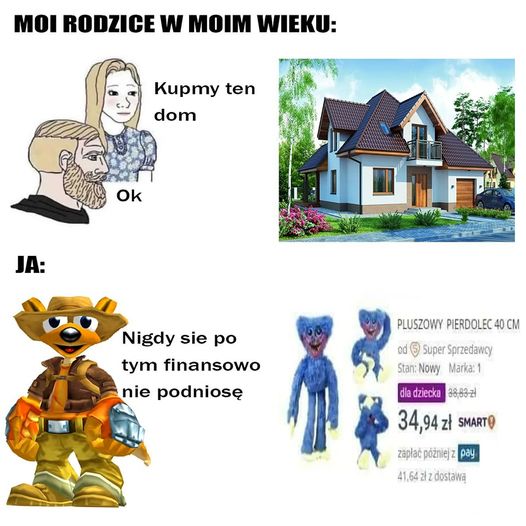 MOI RODZICE W MOIM WIEKU:
Kupmy ten
dom
Ok
JA:
Nigdy sie po
tym finansowo
nie podniosę
PLUSZOWY PIERDOLEC 40 CM
od S Super Sprzedawcy
Stan: Nowy Marka: 1
dla dziecka 38,83 zł
34,94 zł SMART!
zapłać później z pay
41,64 zł z dostawą